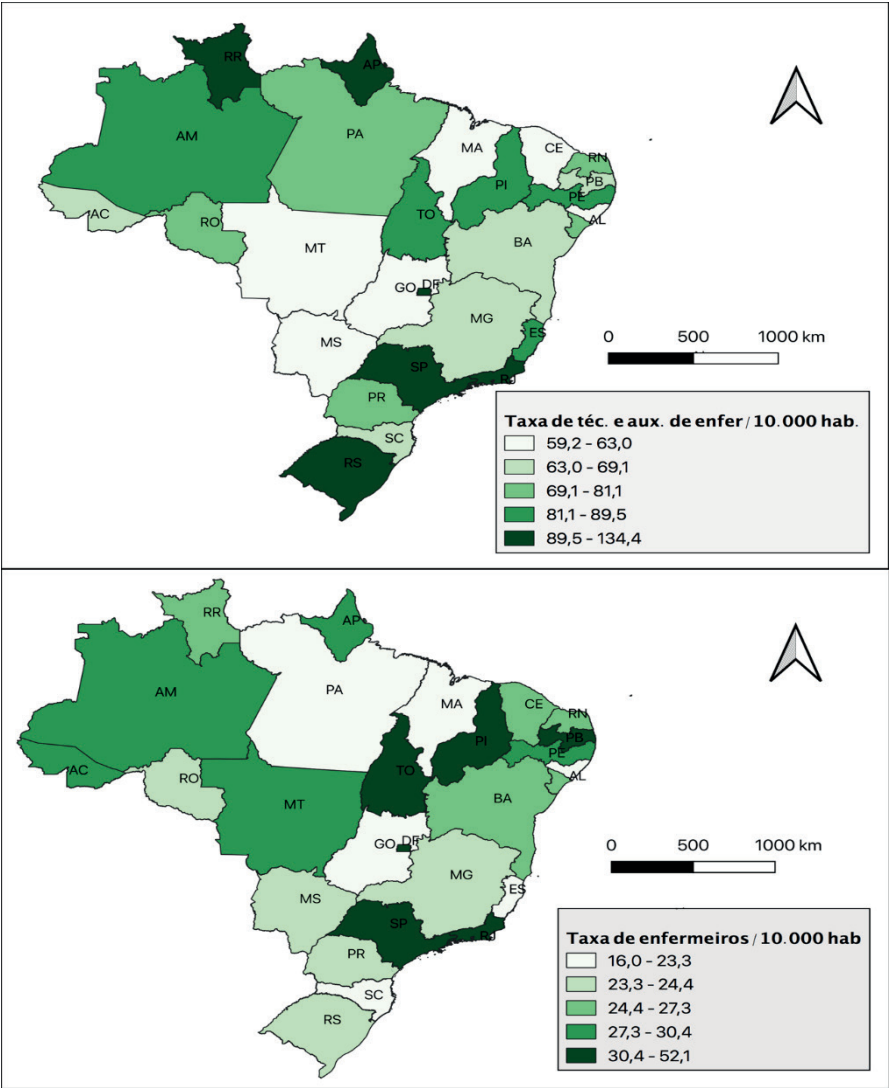 RR
AP
AM
PA
MA
CE
RN
PB
PI
PE
AC
TO
AL
RO
BA
MT
GO
DF
MG
ES
MS
SP
RJ
PR
SC
RS
0 500 1000 km
Taxa de téc. e aux. de enfer / 10.000 hab.
59,2 – 63,0
63,0 – 69,1
69,1 – 81,1
81,1 – 89,5
89,5 – 134,4
RR
AP
AM
PA
MA
CE
RN
PB
PI
PE
AC
TO
AL
RO
BA
MT
GO
DF
MG
ES
MS
SP
RJ
PR
SC
RS
0 500 1000 km
Taxa de enfermeiros / 10.000 hab
16,0 – 23,3
23,3 – 24,4
24,4 – 27,3
27,3 – 30,4
30,4 – 52,1